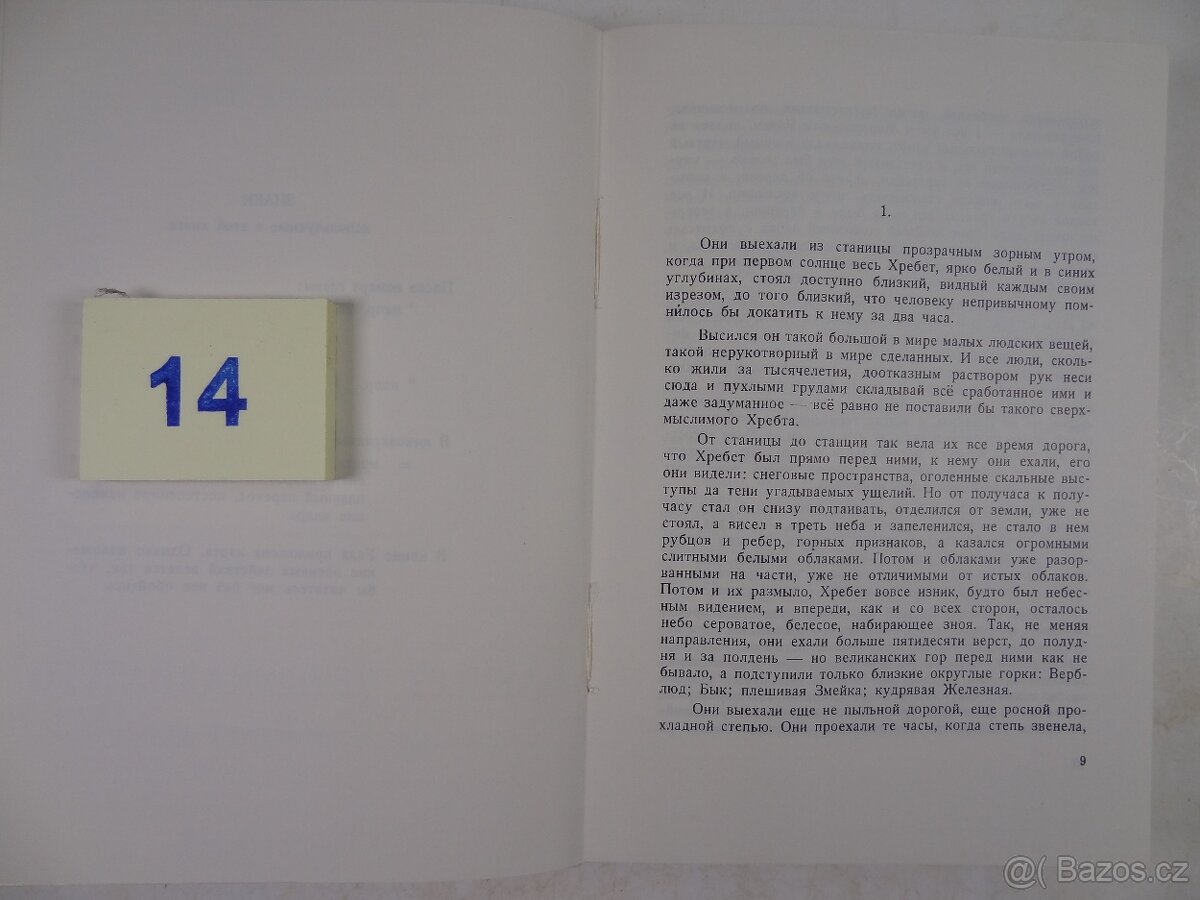 14
1.
Они выехали из станицы прозрачным зорным утром,
когда при первом солнце весь Хребет, ярко белый и в синих
углубинах, стоял доступно близкий, видный каждым своим
изрезом, до того близкий, что человеку непривычному пом-
ни́лось бы докатить к нему за два часа.
Высился он такой большой в мире малых людских вещей,
такой нерукотворный в мире сделанных. И все люди, сколь-
ко жили за тысячелетия, доотказным раствором рук неси
сюда и пухлыми грудами складывай всё сработанное ими и
даже задуманное — всё равно не поставили бы такого сверх-
мыслимого Хребта.
От станицы до станции так вела их все время дорога,
что Хребет был прямо перед ними, к нему они ехали, его
они видели: снеговые пространства, оголенные скальные выс-
тупы да тени угадываемых ущелий. Но от получаса к полу-
часу стал он снизу подтаивать, отделился от земли, уже не
стоял, а висел в треть неба и запеленился, не стало в нем
рубцов и ребер, горных признаков, а казался огромными
слитными белыми облаками. Потом и облаками уже разор-
ванными на части, уже не отличимыми от истых облаков.
Потом и их размыло, Хребет вовсе изник, будто был небес-
ным видением, и впереди, как и со всех сторон, осталось
небо сероватое, белесое, набирающее зноя. Так, не меняя
направления, они ехали больше пятидесяти верст, до полуд-
ня и за полдень — но великанских гор перед ними как не
бывало, а подступили только близкие округлые горки: Верб-
люд; Бык; плешивая Змейка; кудрявая Железная.
Они выехали еще не пыльной дорогой, еще росной про-
хладной степью. Они проехали те часы, когда степь звенела,
9
@( Bazos.cz